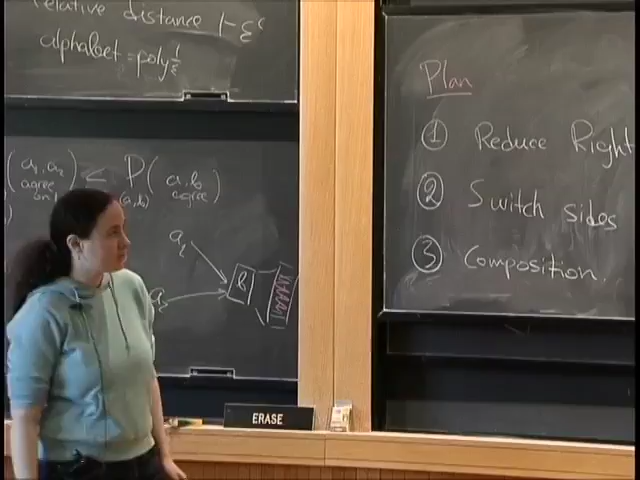 relative distance 1-ε^c
alphabet = poly 1/ε
(a₁,a₂ agree on) ≤ P (a,b) (a,b agree)
a₁
a₂
B
Plan
① Reduce Right
② Switch sides
③ Composition.
ERASE